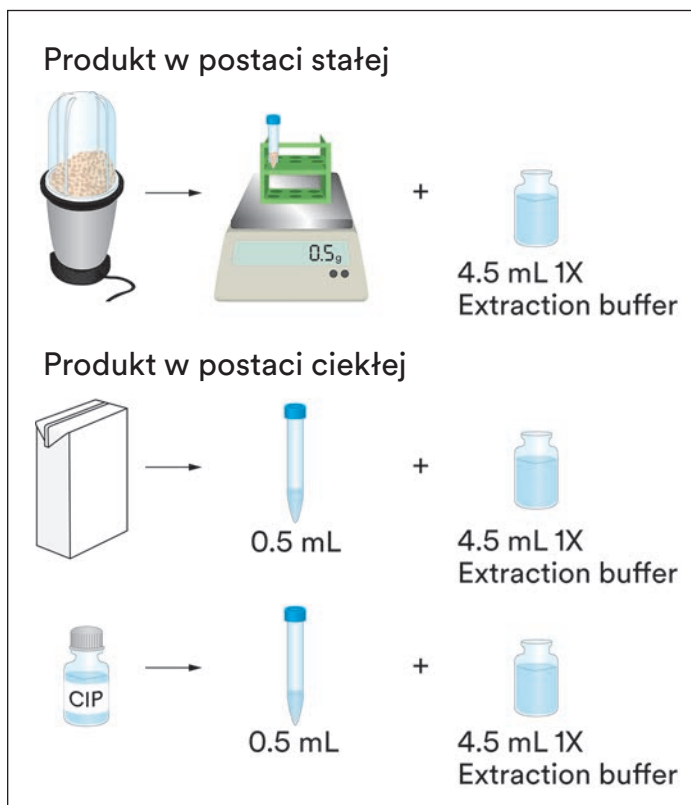 Produkt w postaci stałej
0.5g
4.5 mL 1X
Extraction buffer
Produkt w postaci ciekłej
0.5 mL
4.5 mL 1X
Extraction buffer
CIP
0.5 mL
4.5 mL 1X
Extraction buffer